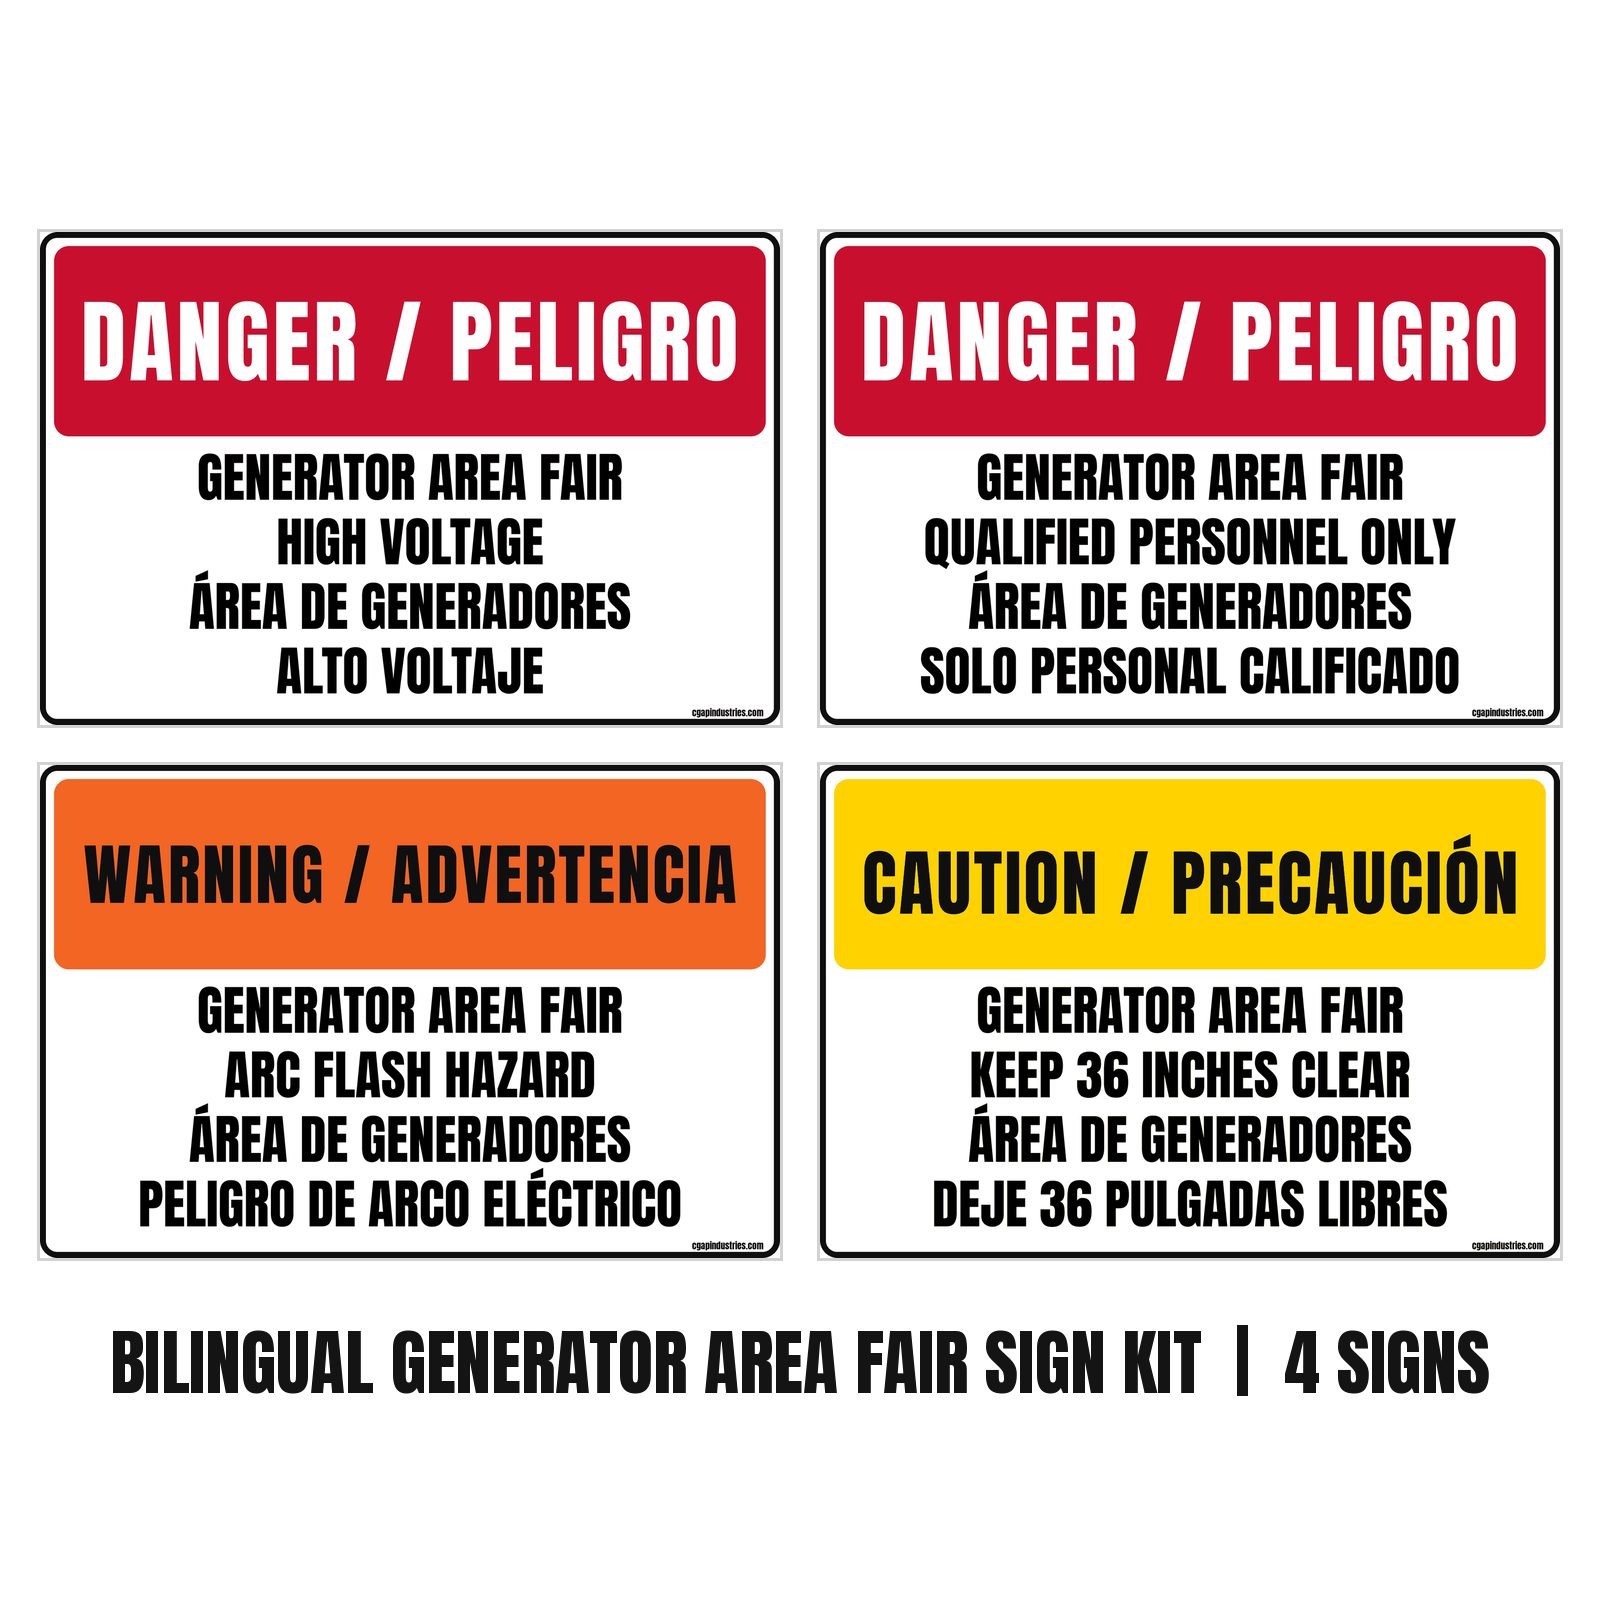 DANGER / PELIGRO
GENERATOR AREA FAIR
HIGH VOLTAGE
ÁREA DE GENERADORES
ALTO VOLTAJE
cgapindustries.com
DANGER / PELIGRO
GENERATOR AREA FAIR
QUALIFIED PERSONNEL ONLY
ÁREA DE GENERADORES
SOLO PERSONAL CALIFICADO
cgapindustries.com
WARNING / ADVERTENCIA
GENERATOR AREA FAIR
ARC FLASH HAZARD
ÁREA DE GENERADORES
PELIGRO DE ARCO ELÉCTRICO
cgapindustries.com
CAUTION / PRECAUCIÓN
GENERATOR AREA FAIR
KEEP 36 INCHES CLEAR
ÁREA DE GENERADORES
DEJE 36 PULGADAS LIBRES
cgapindustries.com
BILINGUAL GENERATOR AREA FAIR SIGN KIT | 4 SIGNS